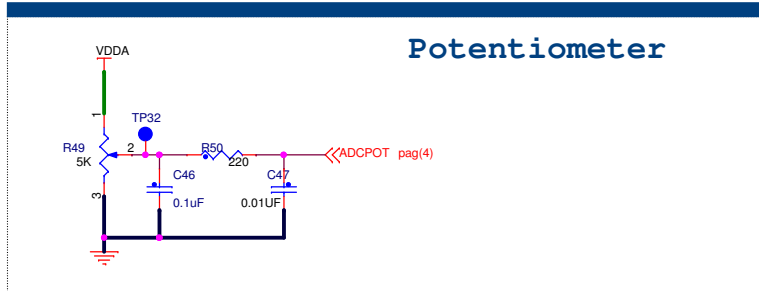 Potentiometer
VDDA
1
TP32
R49
5K
2
R50
220
ADCPOT pag(4)
3
C46
0.1uF
C47
0.01UF